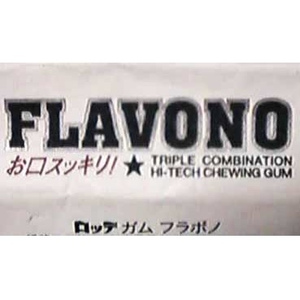 FLAVONO
お口スッキリ! ★ TRIPLE COMBINATION
HI-TECH CHEWING GUM
ロッテ ガム フラボノ